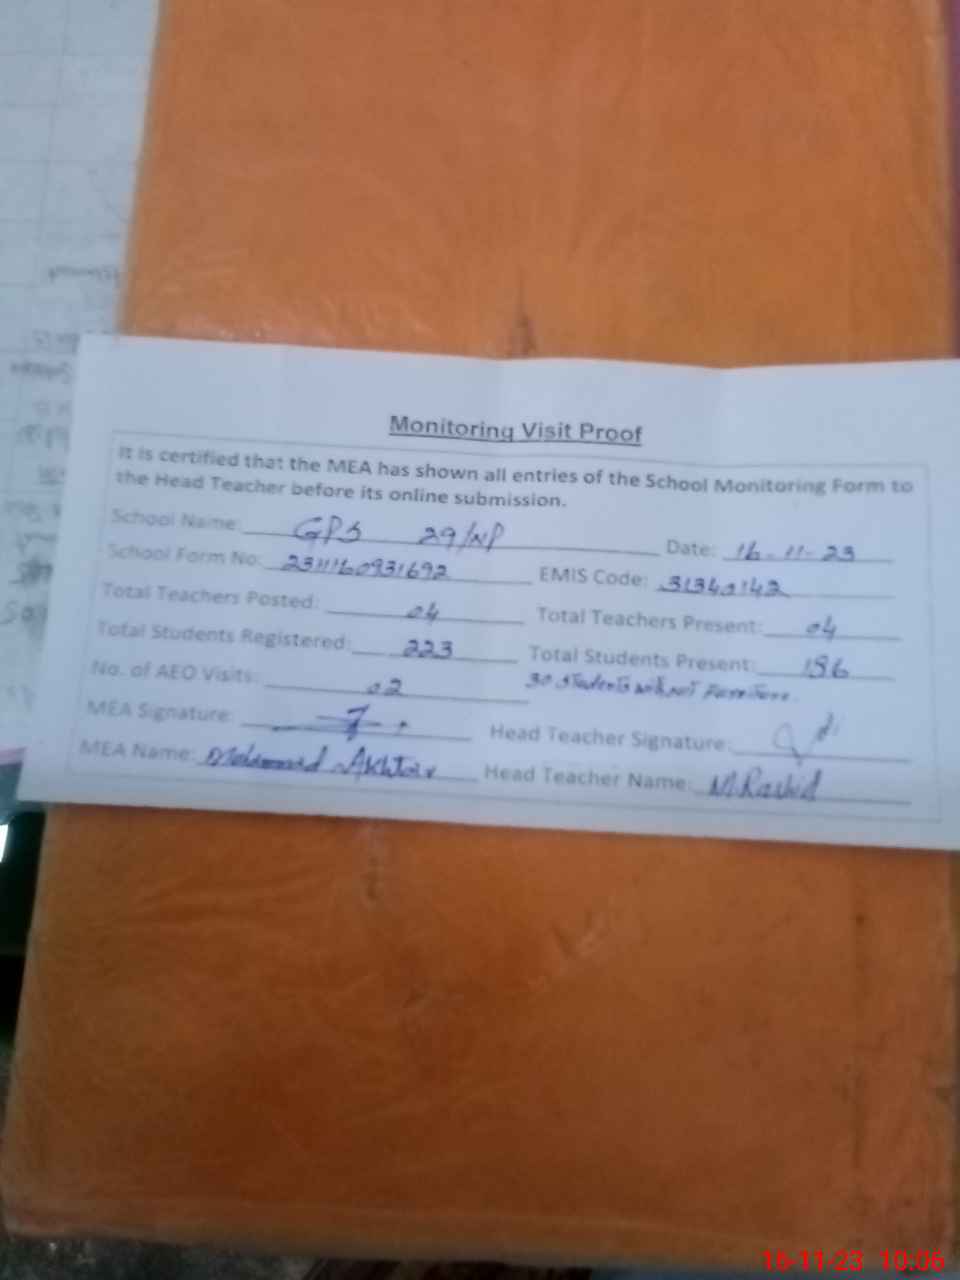 Monitoring Visit Proof
It is certified that the MEA has shown all entries of the School Monitoring Form to
the Head Teacher before its online submission.
School Name: GPS 29/NP Date: 16-11-23
School Form No: 2311160931692 EMIS Code: 31340142
Total Teachers Posted: 04 Total Teachers Present: 04
Total Students Registered: 223 Total Students Present: 186
30 Students without Furniture.
No. of AEO Visits: 02
MEA Signature: Head Teacher Signature:
MEA Name: Mohammad Akhtar Head Teacher Name: M.Rashid
16-11-23 10:06